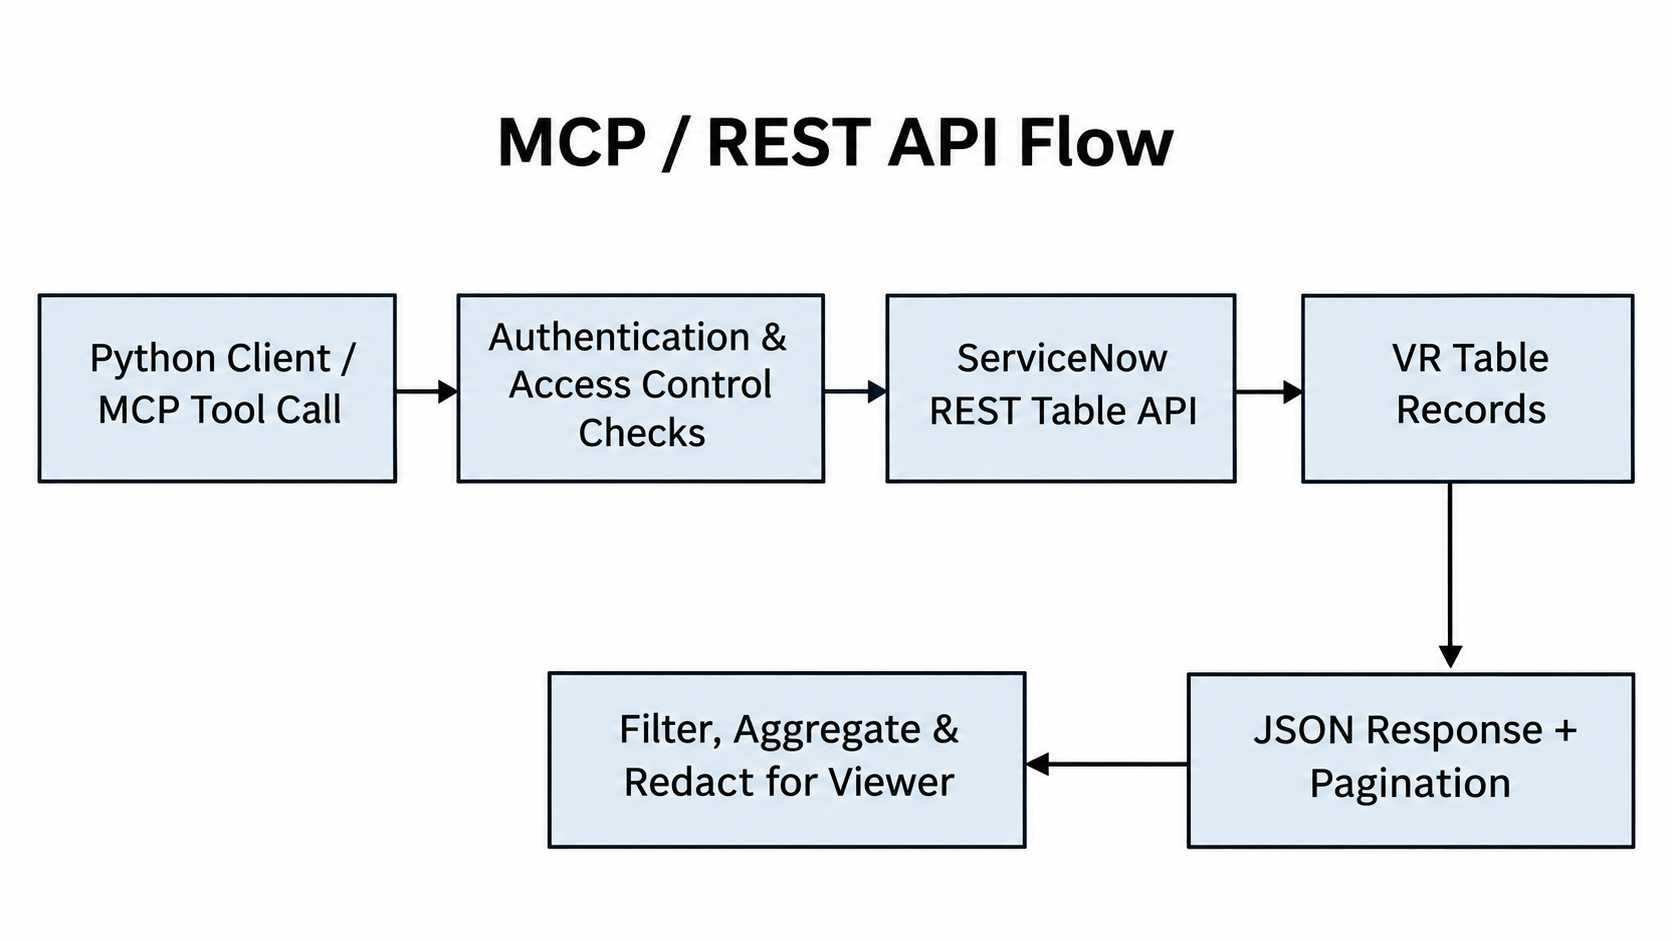 MCP / REST API Flow
Python Client /
MCP Tool Call
Authentication &
Access Control
Checks
ServiceNow
REST Table API
VR Table
Records
JSON Response +
Pagination
Filter, Aggregate &
Redact for Viewer